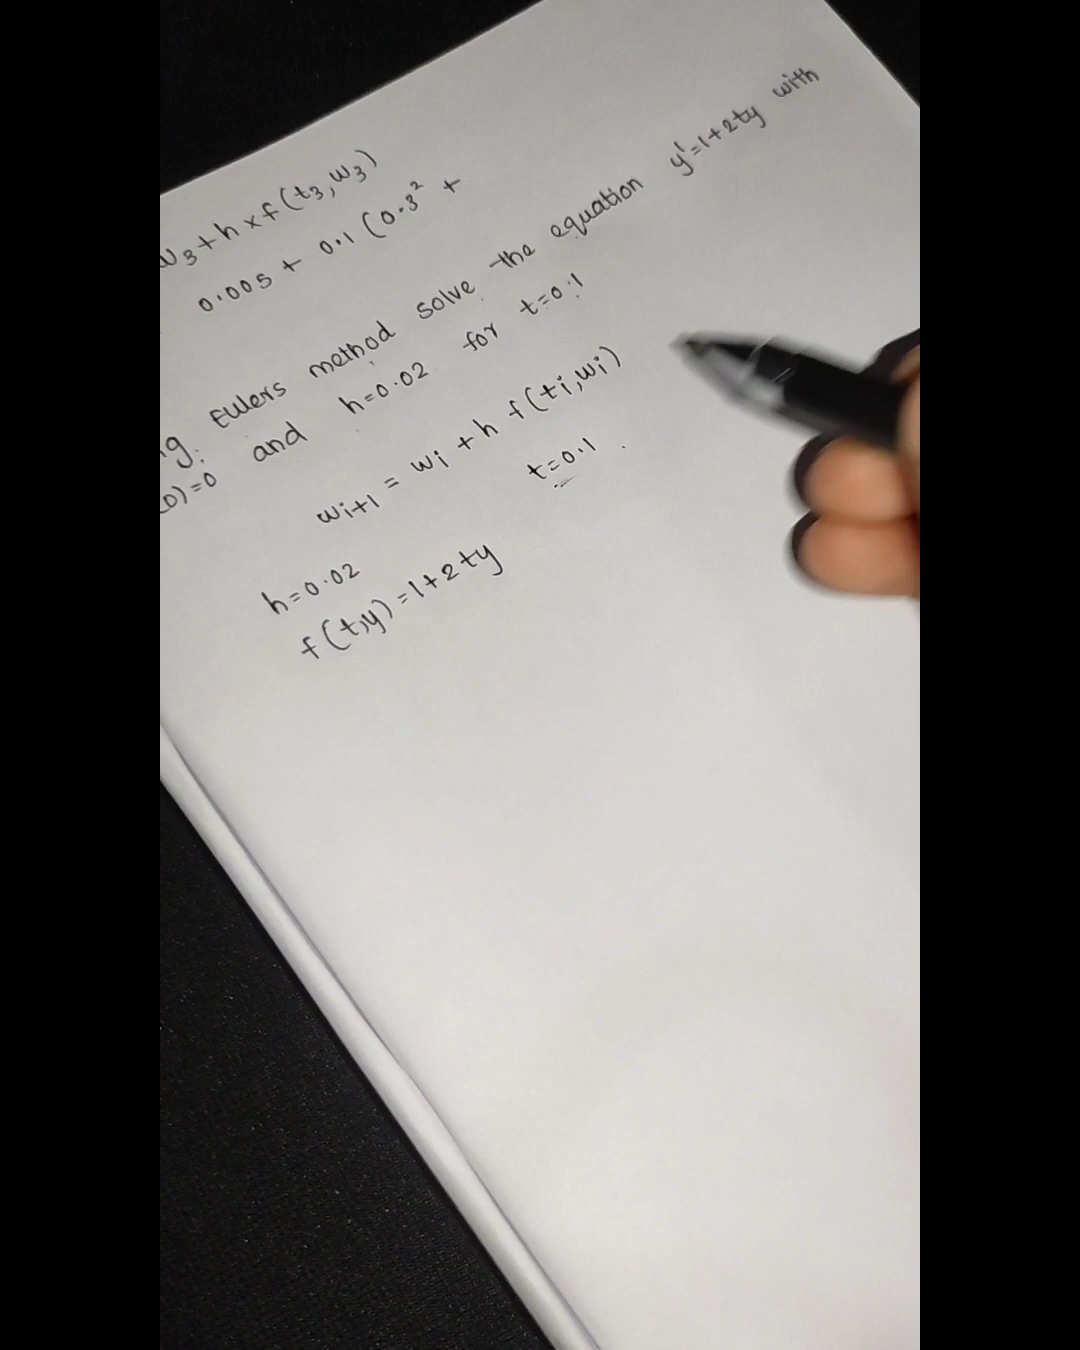 w3+h×f(t3,w3)
0.005 + 0.1 (0.3² +
Eulers method solve the equation y'=1+2ty with
(0)=0 and h=0.02 for t=0.1
wi+1 = wi + h f(ti,wi)
h=0.02 t=0.1
f(t,y)=1+2ty